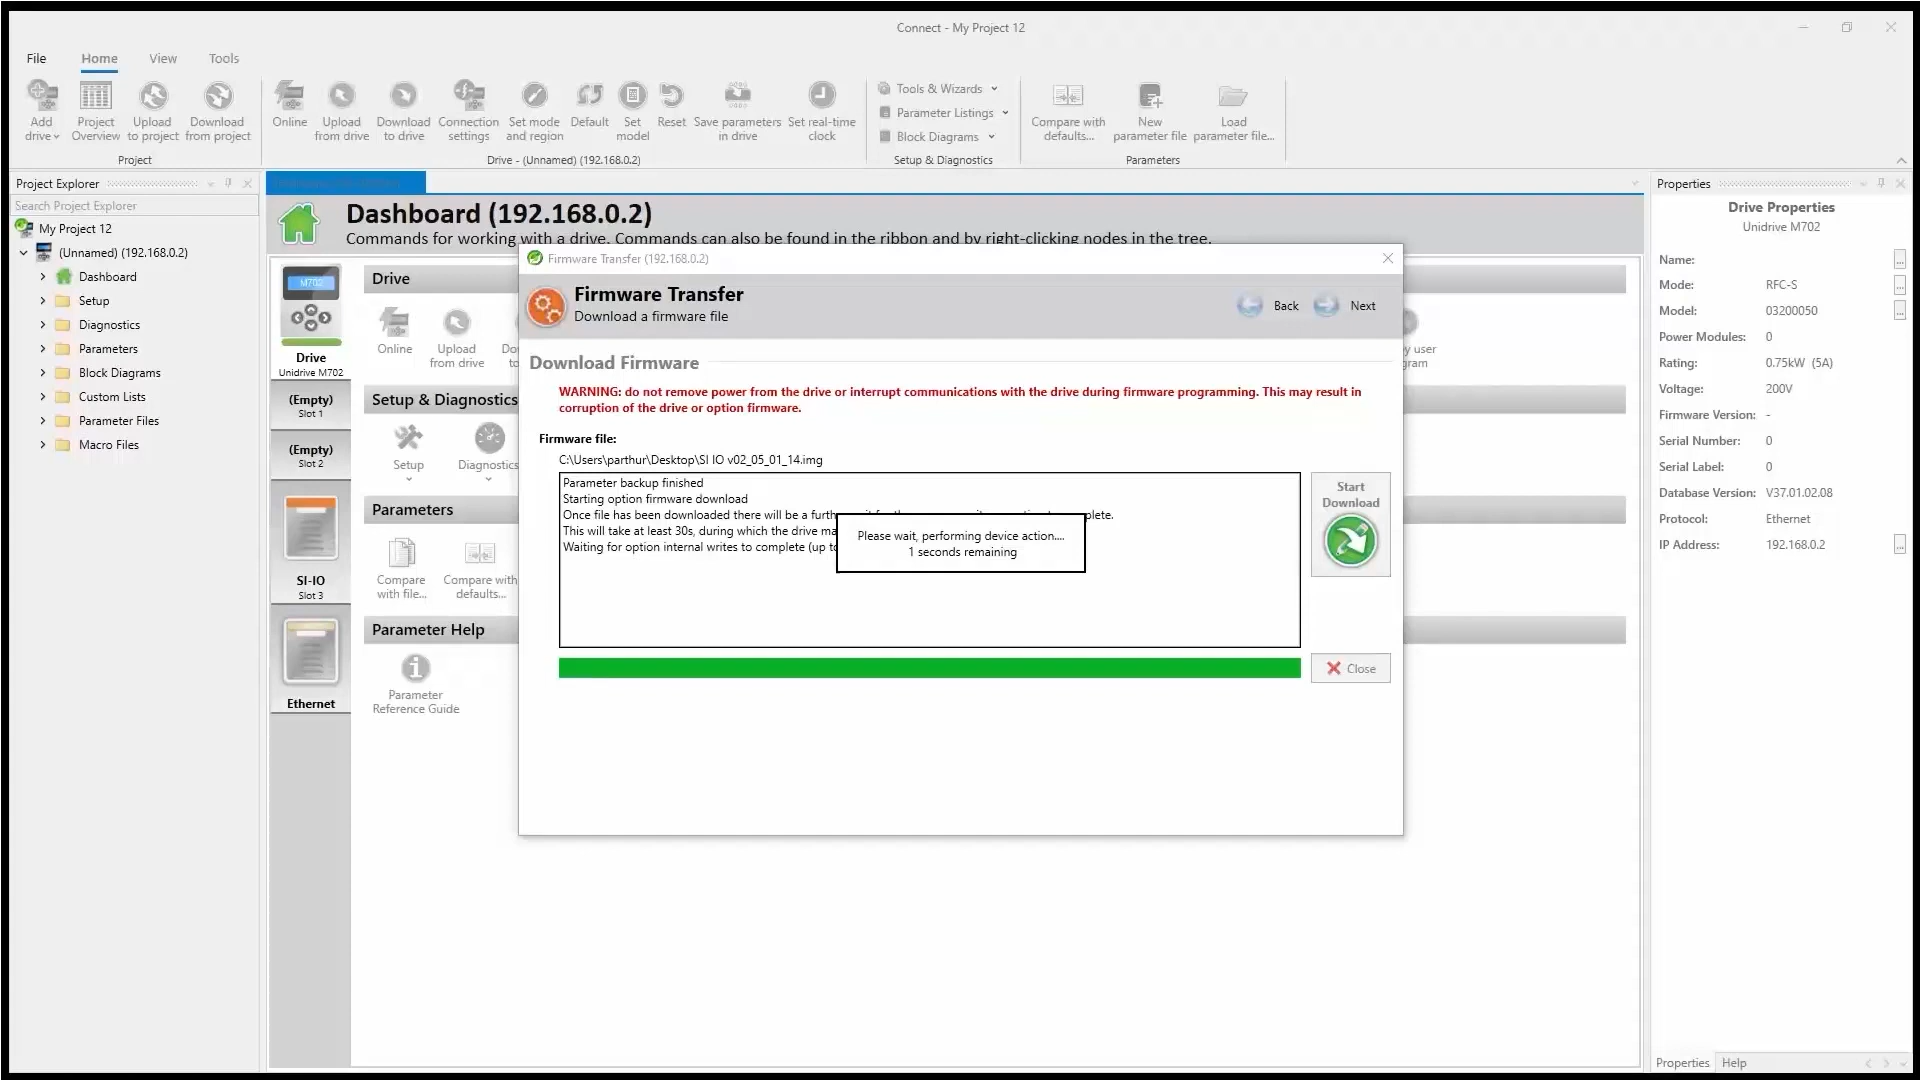 Connect - My Project 12
File
Home
View
Tools
Add
drive
Project
Overview
Upload
to project
Download
from project
Project
Online
Upload
from drive
Download
to drive
Connection
settings
Set mode
and region
Default
Set
model
Reset
Save parameters
in drive
Set real-time
clock
Drive - (Unnamed) (192.168.0.2)
Tools & Wizards
Parameter Listings
Block Diagrams
Setup & Diagnostics
Compare with
defaults...
New
parameter file
Load
parameter file...
Parameters
Project Explorer
Search Project Explorer
My Project 12
(Unnamed) (192.168.0.2)
Dashboard
Setup
Diagnostics
Parameters
Block Diagrams
Custom Lists
Parameter Files
Macro Files
Dashboard (192.168.0.2)
Commands for working with a drive. Commands can also be found in the ribbon and by right-clicking nodes in the tree.
M702
Drive
Unidrive M702
(Empty)
Slot 1
(Empty)
Slot 2
SI-IO
Slot 3
Ethernet
Drive
Online
Upload
from drive
Setup & Diagnostics
Setup
Diagnostics
Parameters
Compare
with file...
Compare with
defaults...
Parameter Help
Parameter
Reference Guide
Firmware Transfer (192.168.0.2)
Firmware Transfer
Download a firmware file
Back
Next
Download Firmware
WARNING: do not remove power from the drive or interrupt communications with the drive during firmware programming. This may result in
corruption of the drive or option firmware.
Firmware file:
C:\Users\parthur\Desktop\SI IO v02_05_01_14.img
Parameter backup finished
Starting option firmware download
Once file has been downloaded there will be a
This will take at least 30s, during which the drive
Waiting for option internal writes to complete (up to
Please wait, performing device action....
1 seconds remaining
Start
Download
Close
user
Properties
Drive Properties
Unidrive M702
Name:
Mode: RFC-S
Model: 03200050
Power Modules: 0
Rating: 0.75kW (5A)
Voltage: 200V
Firmware Version: -
Serial Number: 0
Serial Label: 0
Database Version: V37.01.02.08
Protocol: Ethernet
IP Address: 192.168.0.2
Properties
Help